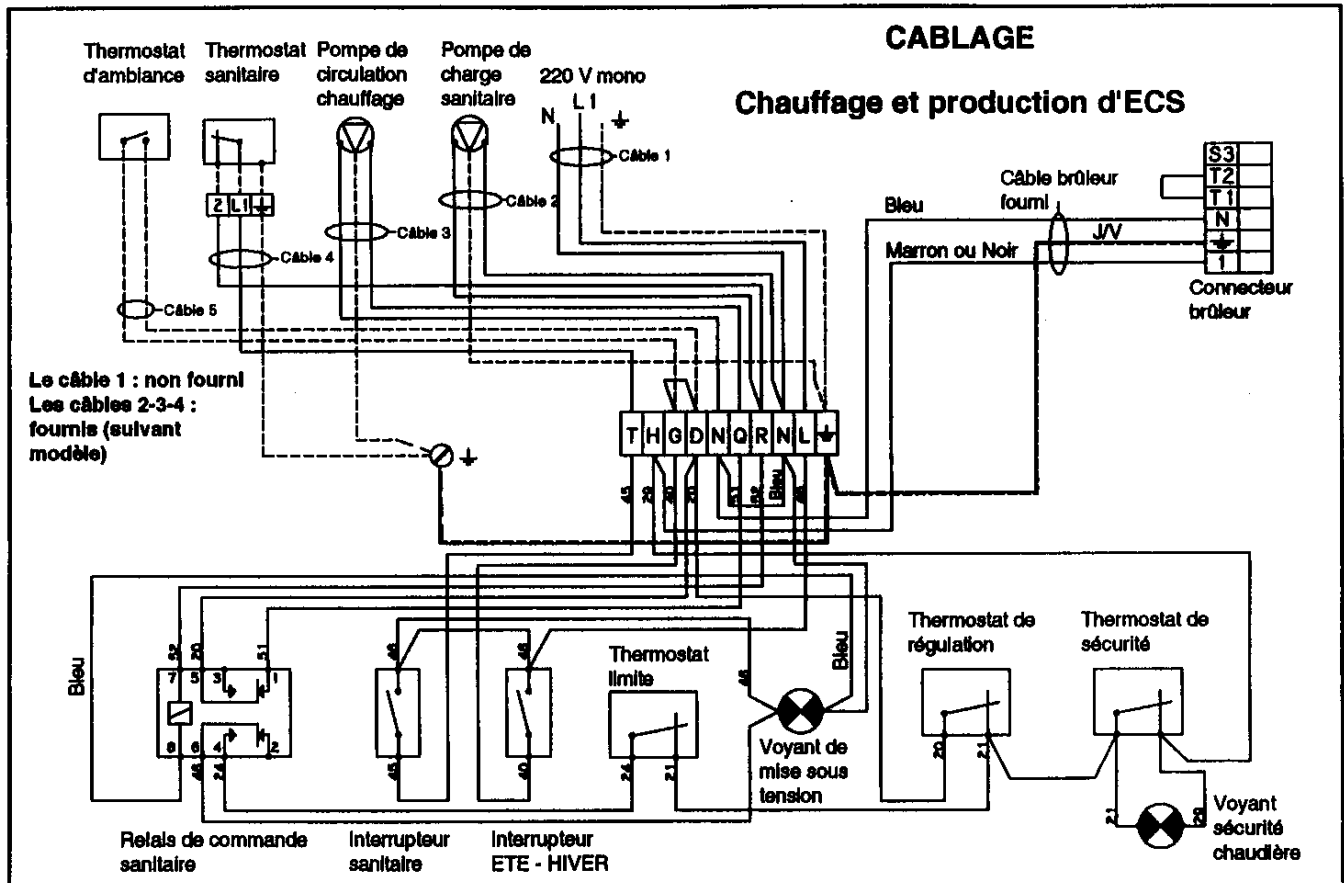 CABLAGE
Chauffage et production d'ECS
Thermostat
d'ambiance
Thermostat
sanitaire
Pompe de
circulation
chauffage
Pompe de
charge
sanitaire
220 V mono
N
L1
Câble 1
Câble 2
Câble 3
Câble 4
Câble 5
2 L1
Câble brûleur
fourni
Bleu
J/V
Marron ou Noir
S3
T2
T1
N
1
Connecteur
brûleur
Le câble 1 : non fourni
Les câbles 2-3-4 :
fournis (suivant
modèle)
T H G D N Q R N L
45 29 40 20 51 52 Bleu 46
Bleu
52 20 51
7 5 3 1
8 6 4 2
46 24
46
45
46
40
Thermostat
limite
24 21
46
Bleu
Voyant de
mise sous
tension
Thermostat de
régulation
20 21
Thermostat de
sécurité
21 29
Voyant
sécurité
chaudière
Relais de commande
sanitaire
Interrupteur
sanitaire
Interrupteur
ETE - HIVER